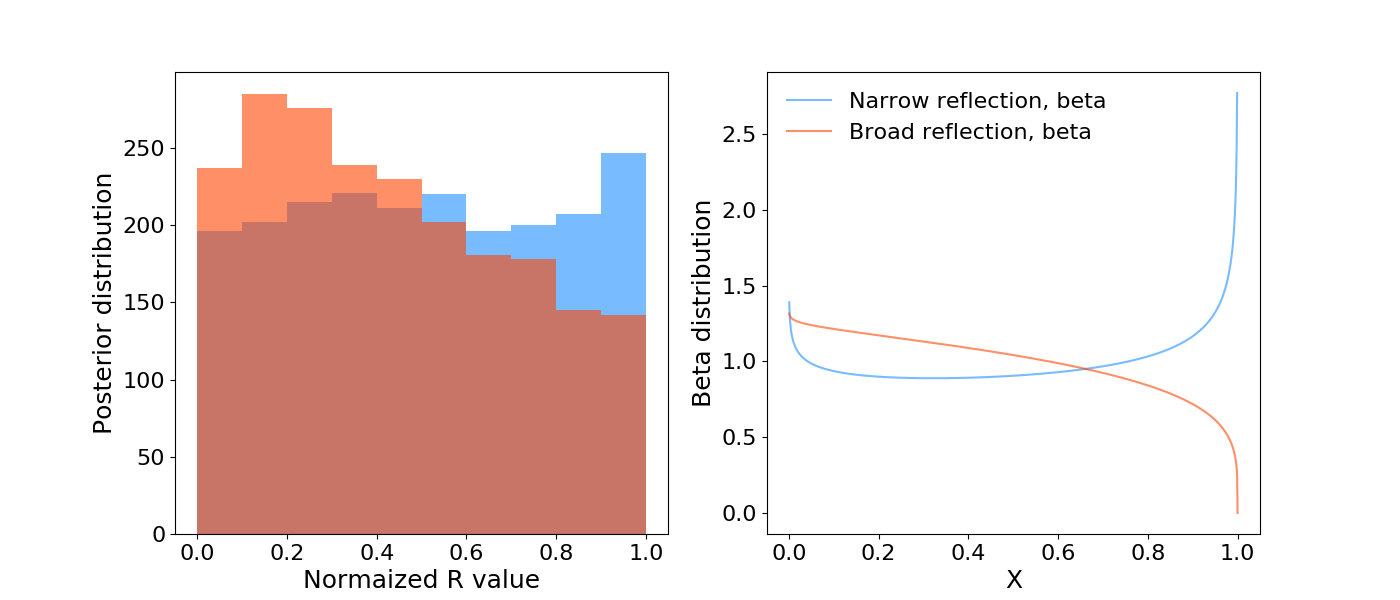 Posterior distribution
250
200
150
100
50
0
0.0 0.2 0.4 0.6 0.8 1.0
Normaized R value
Beta distribution
2.5
2.0
1.5
1.0
0.5
0.0
Narrow reflection, beta
Broad reflection, beta
0.0 0.2 0.4 0.6 0.8 1.0
X